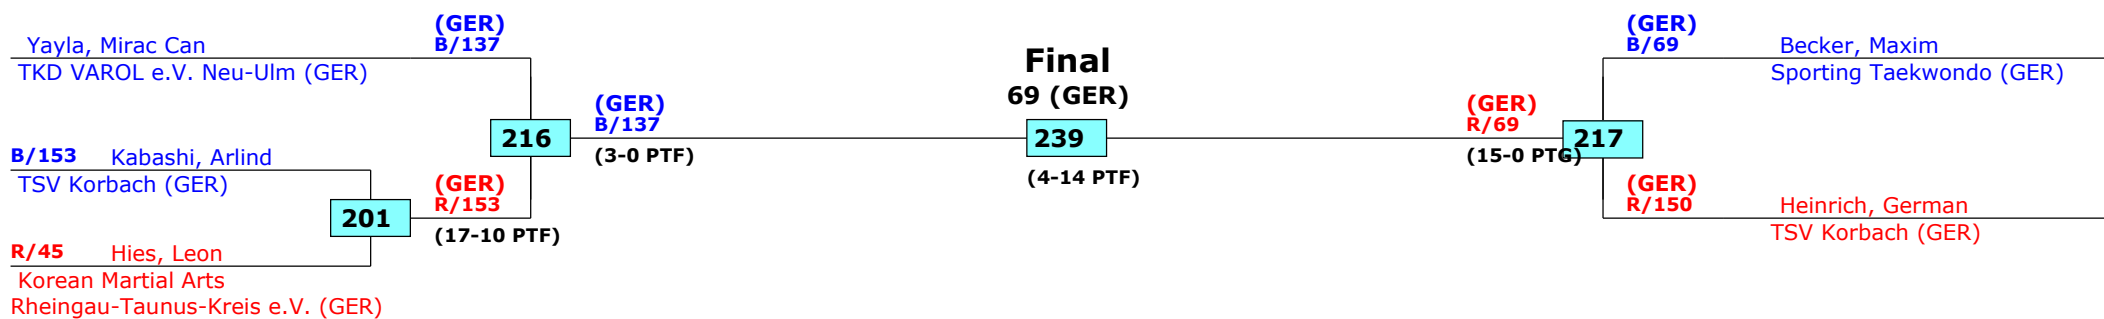 (GER)
B/137
Yayla, Mirac Can
TKD VAROL e.V. Neu-Ulm (GER)
(GER)
B/137
216
(3-0 PTF)
B/153 Kabashi, Arlind
TSV Korbach (GER)
(GER)
R/153
201
(17-10 PTF)
R/45 Hies, Leon
Korean Martial Arts
Rheingau-Taunus-Kreis e.V. (GER)
Final
69 (GER)
239
(4-14 PTF)
(GER)
B/69
Becker, Maxim
Sporting Taekwondo (GER)
(GER)
R/69
217
(15-0 PTG)
(GER)
R/150
Heinrich, German
TSV Korbach (GER)